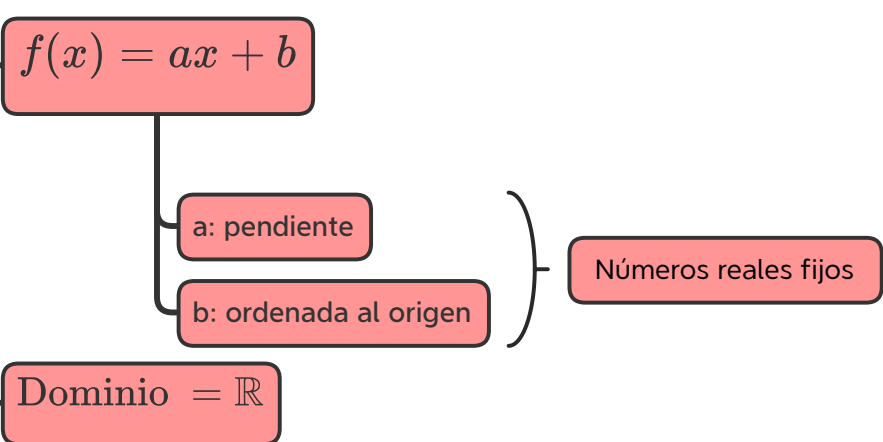 f(x) = ax + b
a: pendiente
b: ordenada al origen
Números reales fijos
Dominio = ℝ